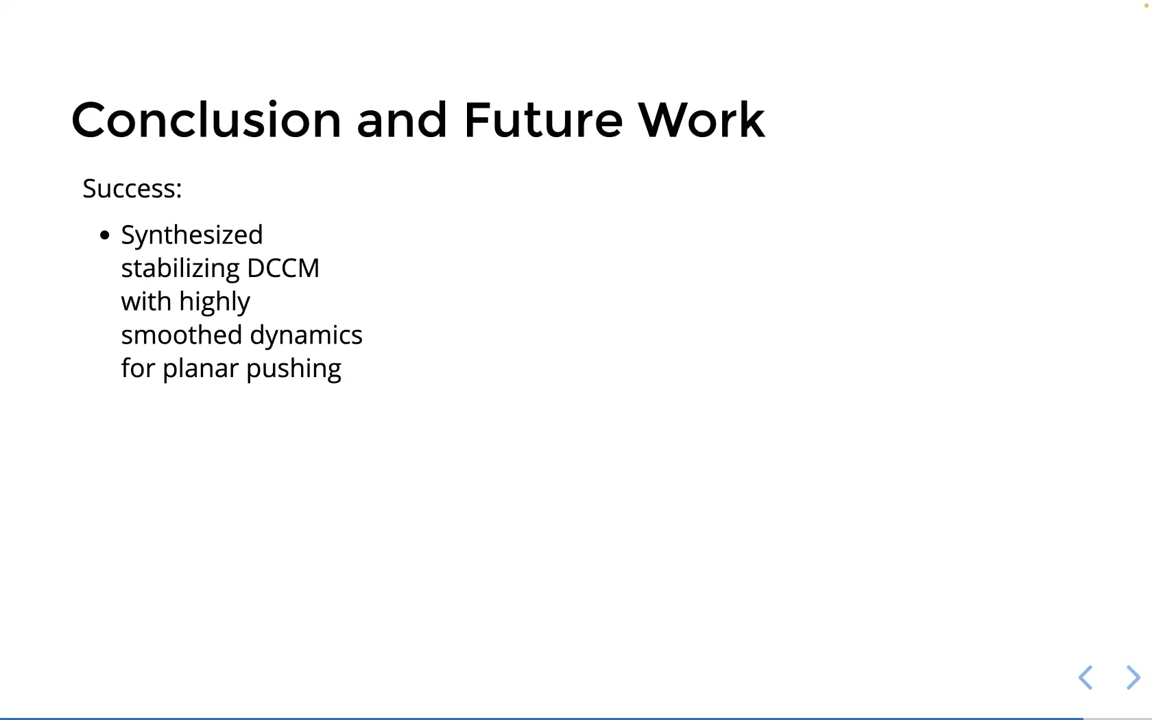 Conclusion and Future Work
Success:
• Synthesized
stabilizing DCCM
with highly
smoothed dynamics
for planar pushing